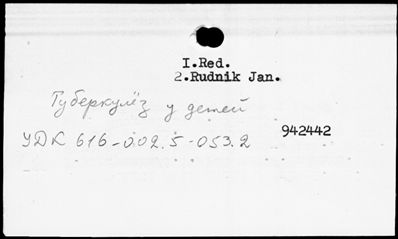 I.Red.
2.Rudnik Jan.
Туберкулёз у детей
УДК 616-002.5-053.2
942442